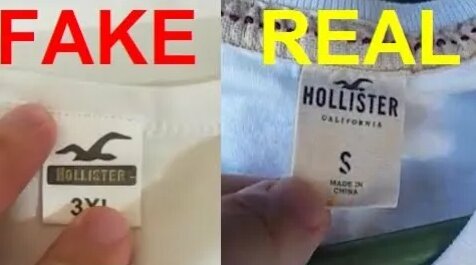 FAKE
HOLLISTER
3XL
REAL
HOLLISTER
CALIFORNIA
S
MADE IN
CHINA